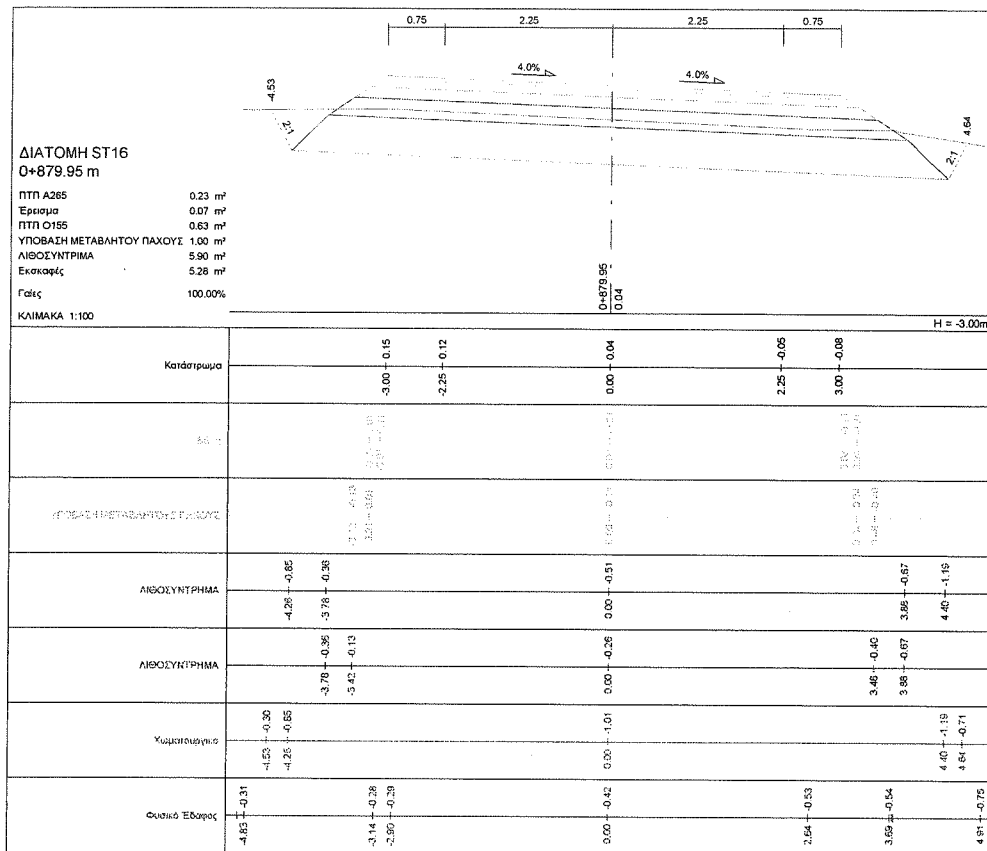 0.75 2.25 2.25 0.75
4.0% 4.0%
-4.53
2:1
4.64
2:1
ΔΙΑΤΟΜΗ ST16
0+879.95 m
ΠΤΠ Α265 0.23 m²
Έρεισμα 0.07 m²
ΠΤΠ Ο155 0.63 m²
ΥΠΟΒΑΣΗ ΜΕΤΑΒΛΗΤΟΥ ΠΑΧΟΥΣ 1.00 m²
ΛΙΘΟΣΥΝΤΡΙΜΑ 5.90 m²
Εκσκαφές 5.28 m²
Γαίες 100.00%
ΚΛΙΜΑΚΑ 1:100
0+879.95
0.04
H = -3.00m
Κατάστρωμα
-3.00 0.15
-2.25 0.12
0.00 0.04
2.25 -0.05
3.00 -0.08
ΥΠΟΒΑΣΗ ΜΕΤΑΒΛΗΤΟΥ ΠΑΧΟΥΣ
ΛΙΘΟΣΥΝΤΡΗΜΑ
-4.26 -0.85
-3.78 -0.36
0.00 -0.51
3.88 -0.67
4.40 -1.19
ΛΙΘΟΣΥΝΤΡΗΜΑ
-3.78 -0.36
-3.42 -0.13
0.00 -0.26
3.46 -0.40
3.88 -0.67
Χωματουργικά
-4.53 -0.30
-4.26 -0.85
0.00 -1.01
4.40 -1.19
4.64 -0.71
Φυσικό Έδαφος
-4.83 -0.31
-3.14 -0.28
-2.90 -0.29
0.00 -0.42
2.64 -0.53
3.69 -0.54
4.91 -0.75